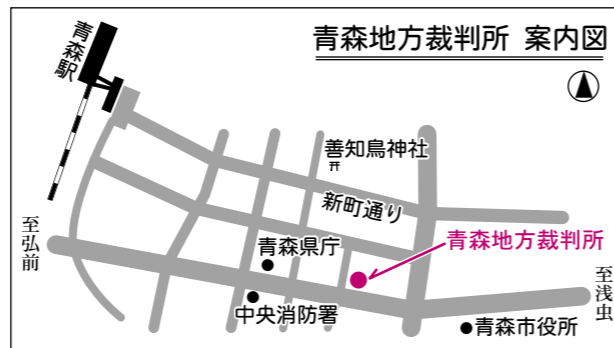 青森地方裁判所 案内図
青森駅
善知鳥神社
新町通り
至弘前
青森県庁
青森地方裁判所
至浅虫
中央消防署
青森市役所